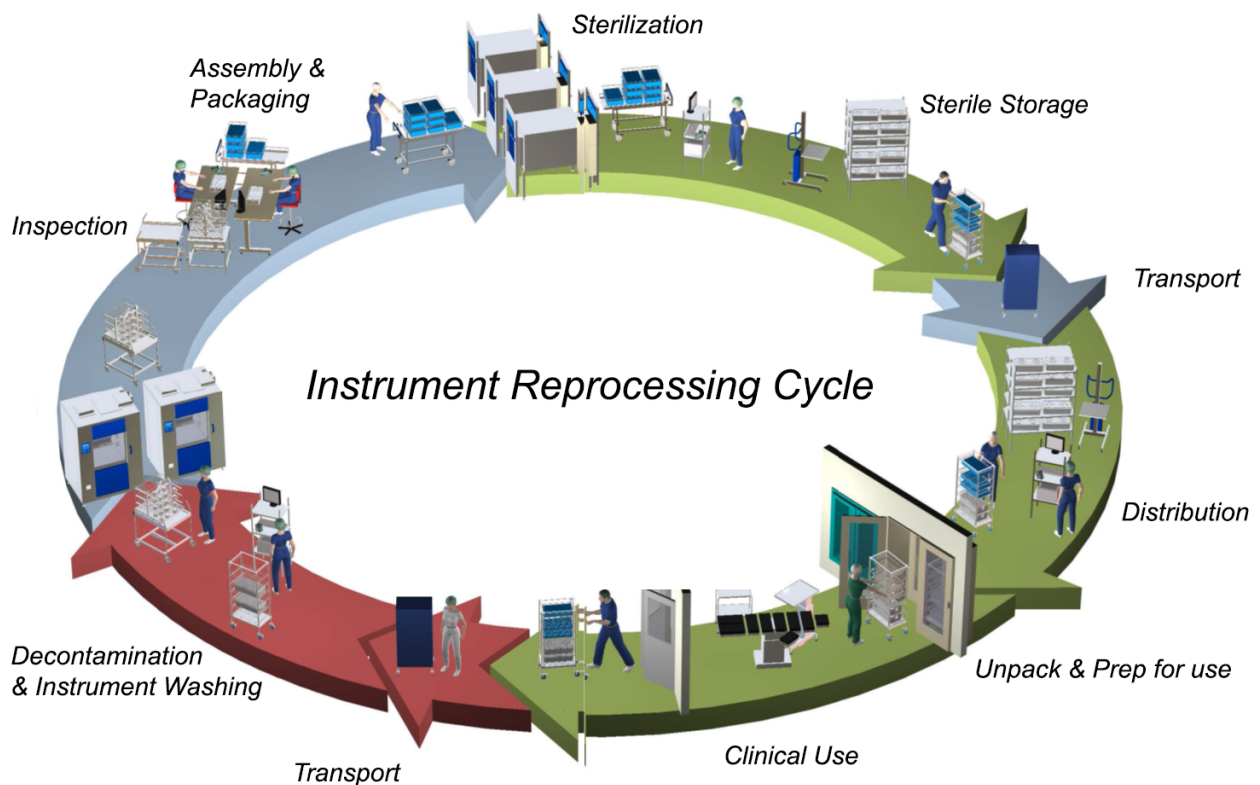 Sterilization
Assembly &
Packaging
Sterile Storage
Inspection
Transport
Instrument Reprocessing Cycle
Distribution
Decontamination
& Instrument Washing
Unpack & Prep for use
Clinical Use
Transport